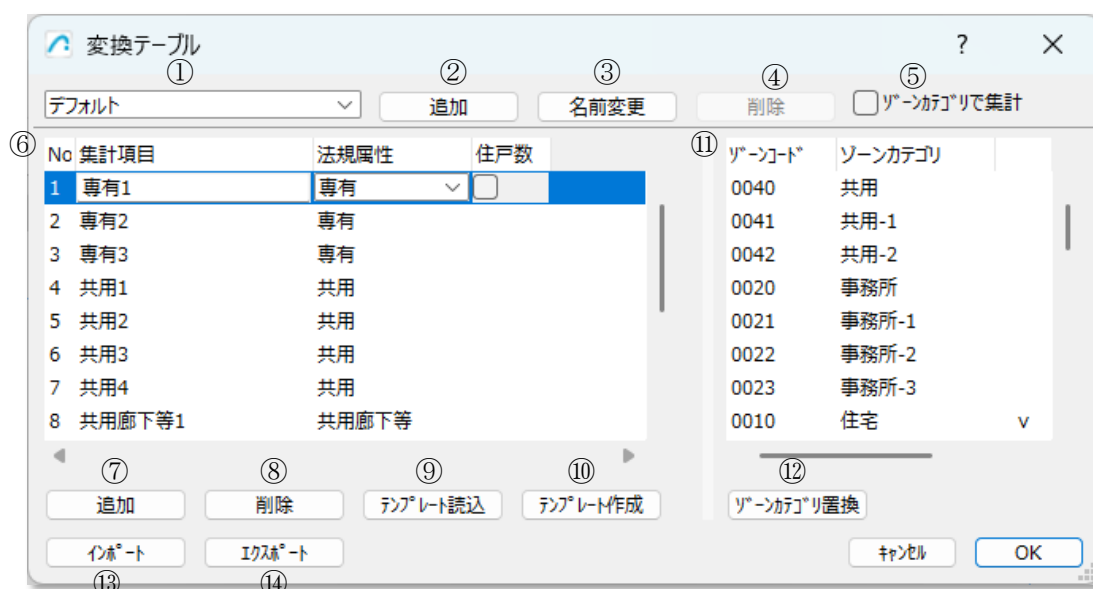 変換テーブル ? ×
① ② ③ ④ ⑤
デフォルト 追加 名前変更 削除 ｿﾞｰﾝｶﾃｺﾞﾘで集計
⑥ No 集計項目 法規属性 住戸数
1 専有1 専有
2 専有2 専有
3 専有3 専有
4 共用1 共用
5 共用2 共用
6 共用3 共用
7 共用4 共用
8 共用廊下等1 共用廊下等
⑪ ｿﾞｰﾝｺｰﾄﾞ ゾーンカテゴリ
0040 共用
0041 共用-1
0042 共用-2
0020 事務所
0021 事務所-1
0022 事務所-2
0023 事務所-3
0010 住宅 v
⑦ ⑧ ⑨ ⑩ ⑫
追加 削除 ﾃﾝﾌﾟﾚｰﾄ読込 ﾃﾝﾌﾟﾚｰﾄ作成 ｿﾞｰﾝｶﾃｺﾞﾘ置換
ｲﾝﾎﾟｰﾄ ｴｸｽﾎﾟｰﾄ ｷｬﾝｾﾙ OK
⑬ ⑭